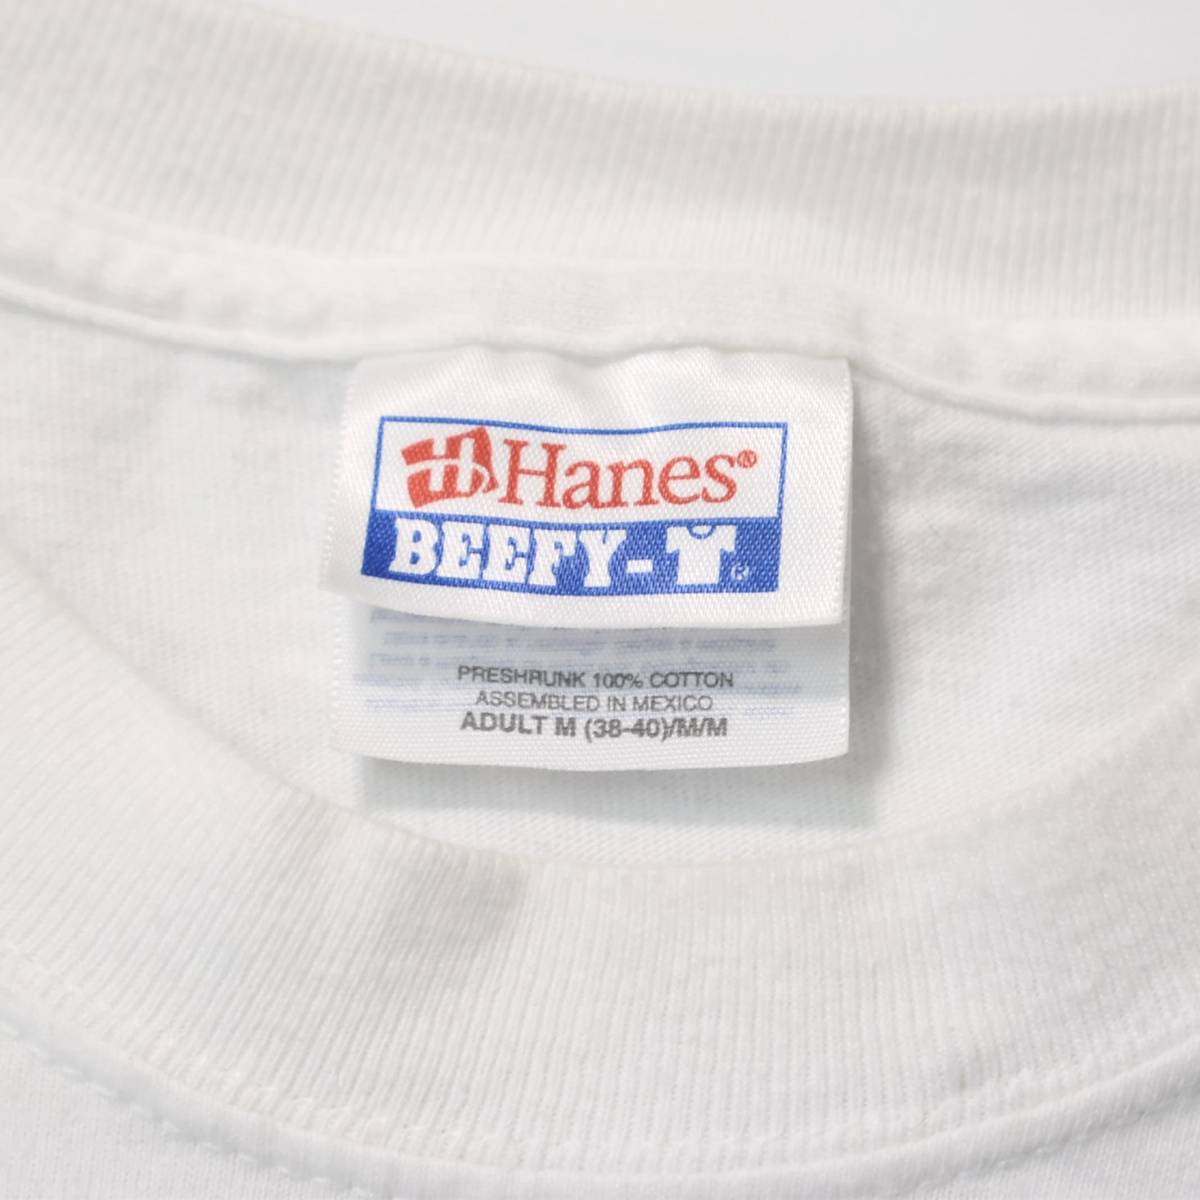 Hanes®
BEEFY-T®
PRESHRUNK 100% COTTON
ASSEMBLED IN MEXICO
ADULT M (38-40)/M/M